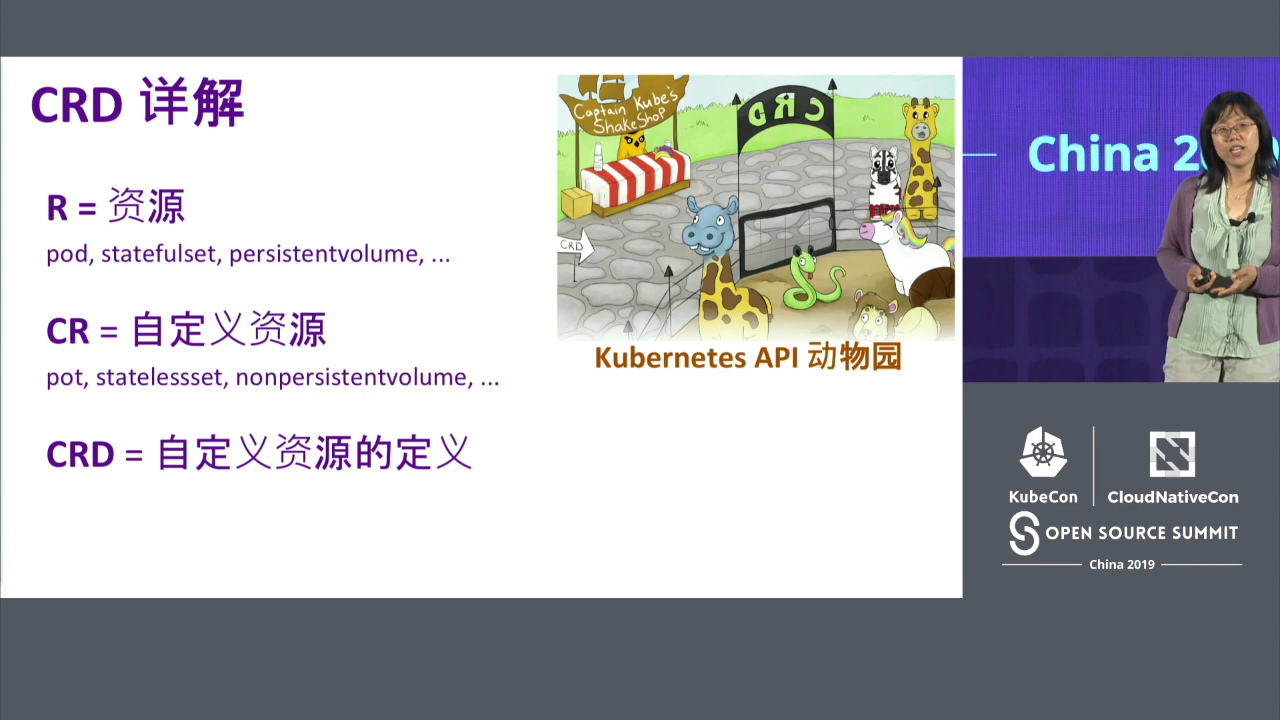 CRD 详解
R = 资源
pod, statefulset, persistentvolume, ...
CR = 自定义资源
pot, statelessset, nonpersistentvolume, ...
CRD = 自定义资源的定义
Captain Kube's
ShakeShop
CRD
CRD
Kubernetes API 动物园
China 2
KubeCon
CloudNativeCon
OPEN SOURCE SUMMIT
China 2019